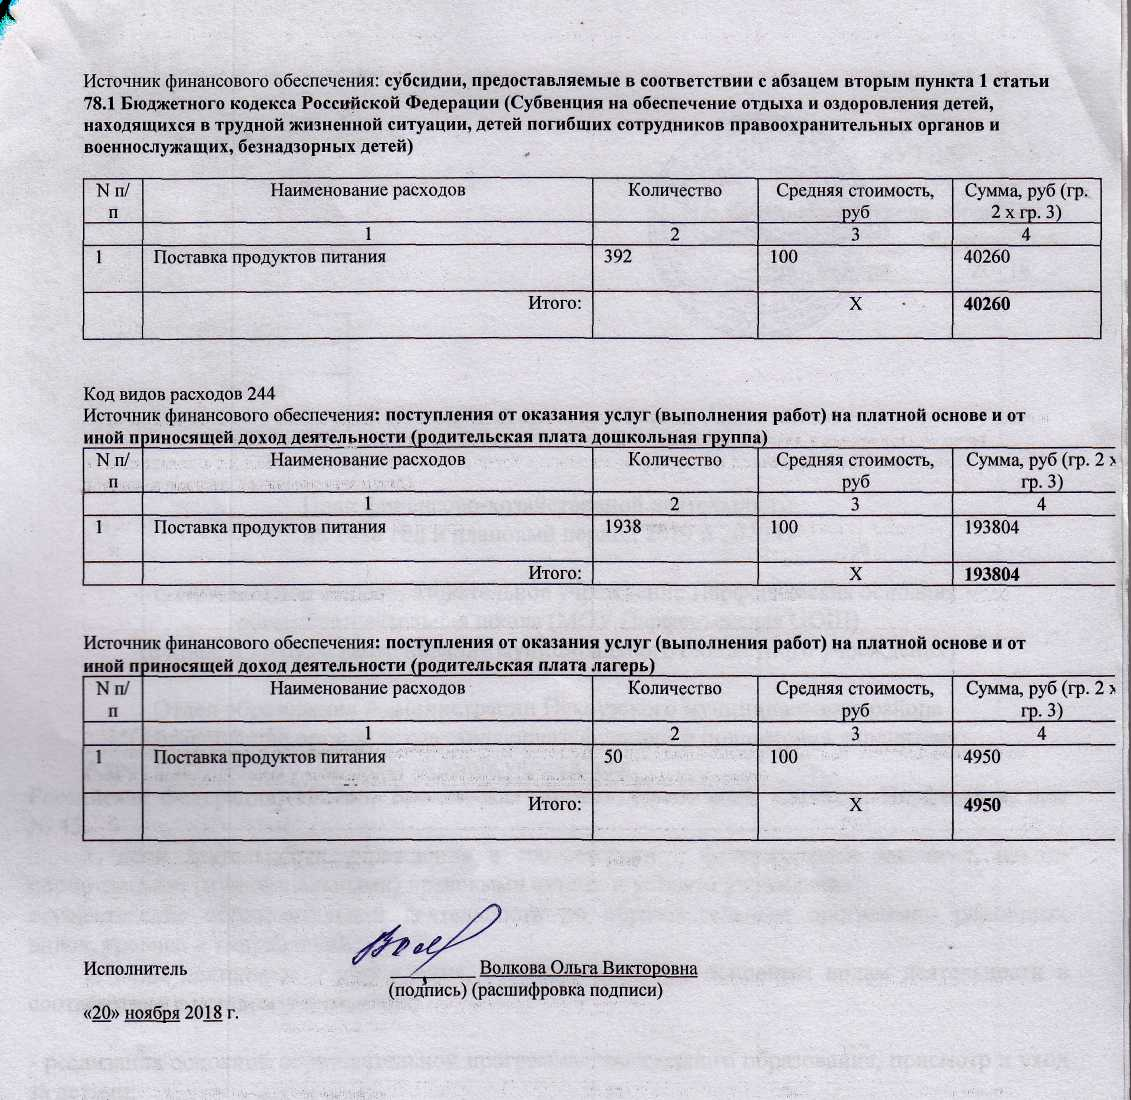 Источник финансового обеспечения: субсидии, предоставляемые в соответствии с абзацем вторым пункта 1 статьи
78.1 Бюджетного кодекса Российской Федерации (Субвенция на обеспечение отдыха и оздоровления детей,
находящихся в трудной жизненной ситуации, детей погибших сотрудников правоохранительных органов и
военнослужащих, безнадзорных детей)
N п/п Наименование расходов Количество Средняя стоимость, руб Сумма, руб (гр. 2 х гр. 3)
1 2 3 4
1 Поставка продуктов питания 392 100 40260
Итого: Х 40260
Код видов расходов 244
Источник финансового обеспечения: поступления от оказания услуг (выполнения работ) на платной основе и от
иной приносящей доход деятельности (родительская плата дошкольная группа)
N п/п Наименование расходов Количество Средняя стоимость, руб Сумма, руб (гр. 2 х гр. 3)
1 2 3 4
1 Поставка продуктов питания 1938 100 193804
Итого: Х 193804
Источник финансового обеспечения: поступления от оказания услуг (выполнения работ) на платной основе и от
иной приносящей доход деятельности (родительская плата лагерь)
N п/п Наименование расходов Количество Средняя стоимость, руб Сумма, руб (гр. 2 х гр. 3)
1 2 3 4
1 Поставка продуктов питания 50 100 4950
Итого: Х 4950
Исполнитель Волкова Ольга Викторовна
(подпись) (расшифровка подписи)
«20» ноября 2018 г.